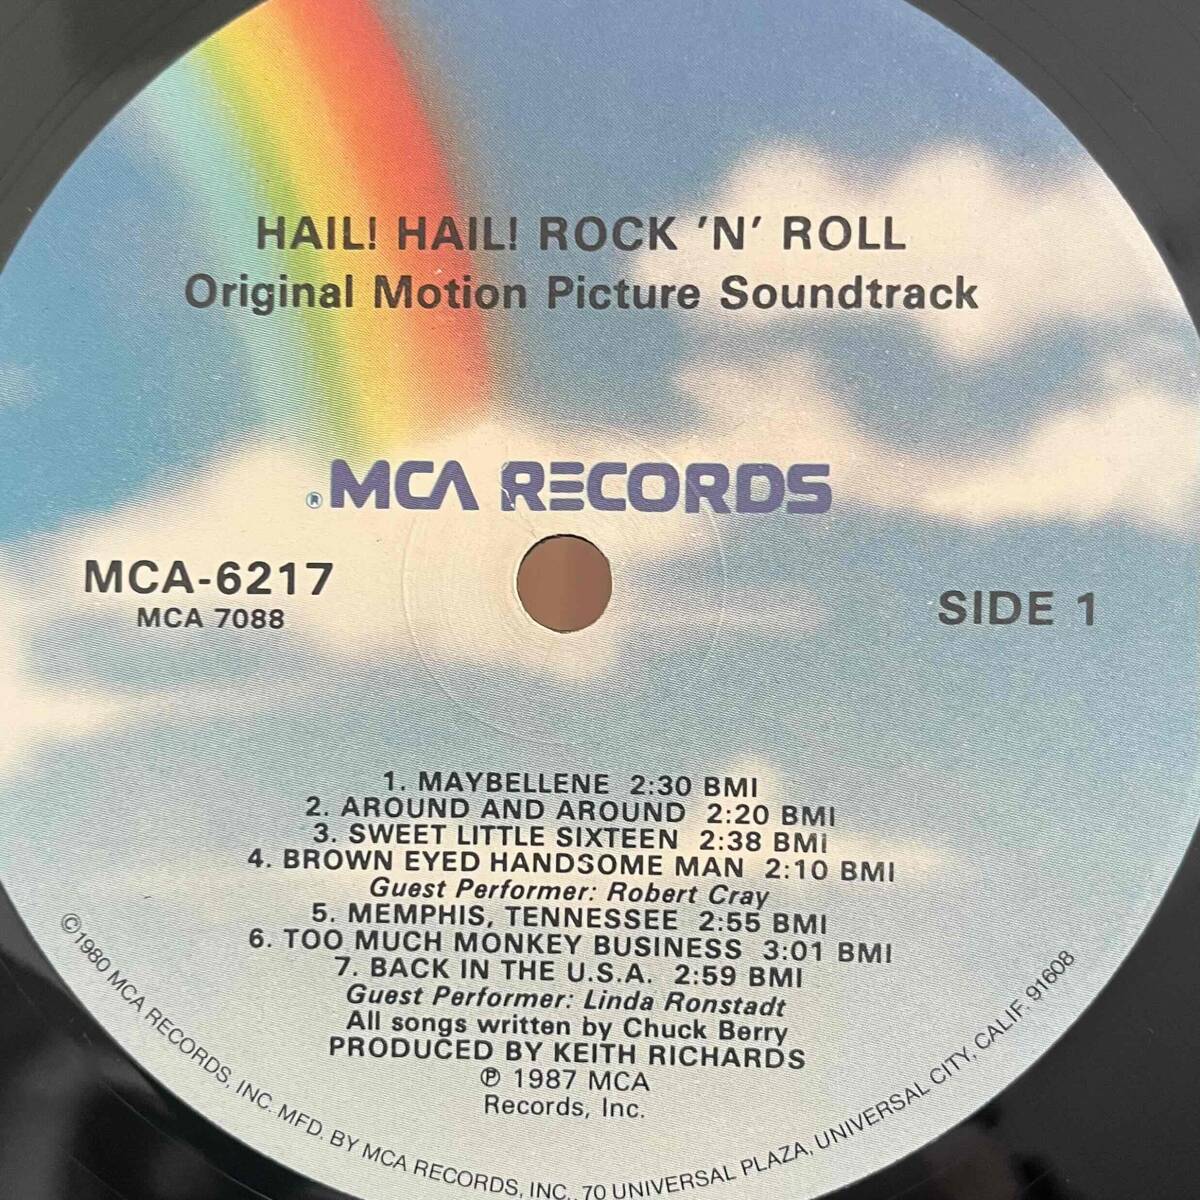 HAIL! HAIL! ROCK 'N' ROLL
Original Motion Picture Soundtrack
® MCA RECORDS
MCA-6217
MCA 7088
SIDE 1
1. MAYBELLENE 2:30 BMI
2. AROUND AND AROUND 2:20 BMI
3. SWEET LITTLE SIXTEEN 2:38 BMI
4. BROWN EYED HANDSOME MAN 2:10 BMI
Guest Performer: Robert Cray
5. MEMPHIS, TENNESSEE 2:55 BMI
6. TOO MUCH MONKEY BUSINESS 3:01 BMI
7. BACK IN THE U.S.A. 2:59 BMI
Guest Performer: Linda Ronstadt
All songs written by Chuck Berry
PRODUCED BY KEITH RICHARDS
℗ 1987 MCA
Records, Inc.
©1980 MCA RECORDS, INC. MFD. BY MCA RECORDS, INC., 70 UNIVERSAL PLAZA, UNIVERSAL CITY, CALIF. 91608